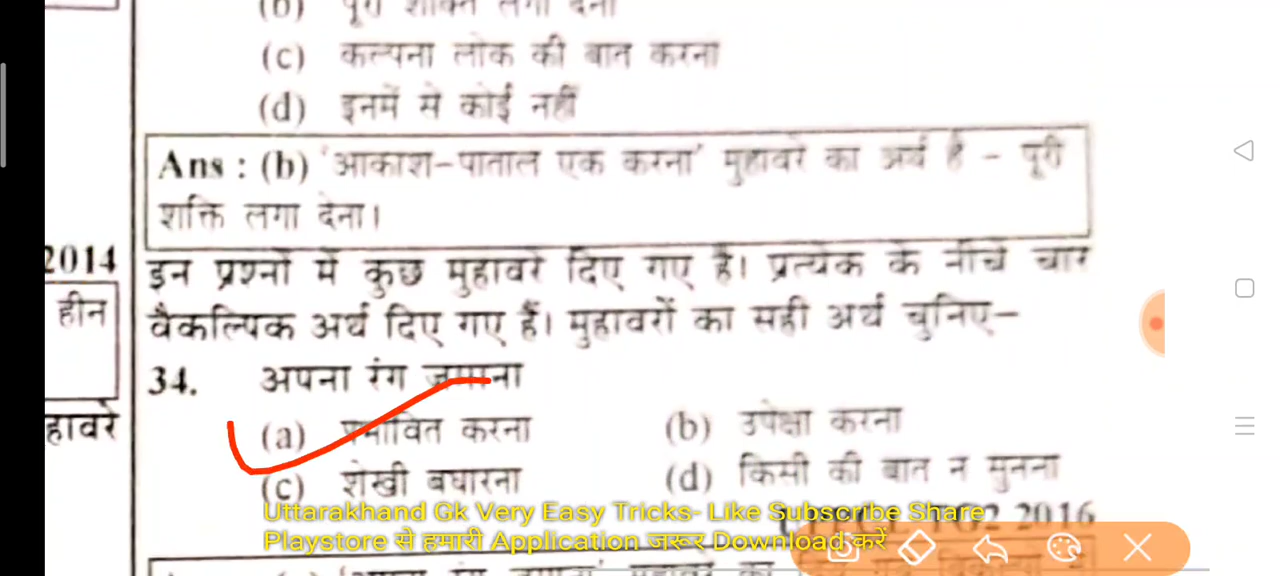 (b) पूरी शक्ति लगा देना
(c) कल्पना लोक की बात करना
(d) इनमें से कोई नहीं
Ans : (b) 'आकाश-पाताल एक करना' मुहावरे का अर्थ है - पूरी
शक्ति लगा देना।
2014
हीन
हावरे
इन प्रश्नों में कुछ मुहावरे दिए गए हैं। प्रत्येक के नीचे चार
वैकल्पिक अर्थ दिए गए हैं। मुहावरों का सही अर्थ चुनिए-
34. अपना रंग जमाना
(a) प्रभावित करना (b) उपेक्षा करना
(c) शेखी बघारना (d) किसी की बात न सुनना
2016
Uttarakhand Gk Very Easy Tricks- Like Subscribe Share
Playstore से हमारी Application जरूर Download करें